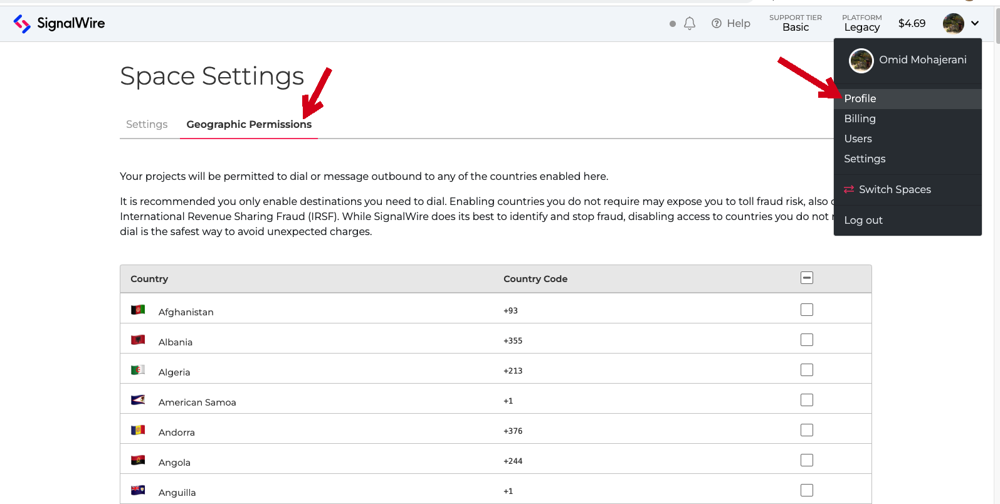 SignalWire
Help
SUPPORT TIER
Basic
PLATFORM
Legacy
$4.69
Omid Mohajerani
Profile
Billing
Users
Settings
Switch Spaces
Log out
Space Settings
Settings
Geographic Permissions
Your projects will be permitted to dial or message outbound to any of the countries enabled here.
It is recommended you only enable destinations you need to dial. Enabling countries you do not require may expose you to toll fraud risk, also
International Revenue Sharing Fraud (IRSF). While SignalWire does its best to identify and stop fraud, disabling access to countries you do not
dial is the safest way to avoid unexpected charges.
Country Country Code
Afghanistan +93
Albania +355
Algeria +213
American Samoa +1
Andorra +376
Angola +244
Anguilla +1